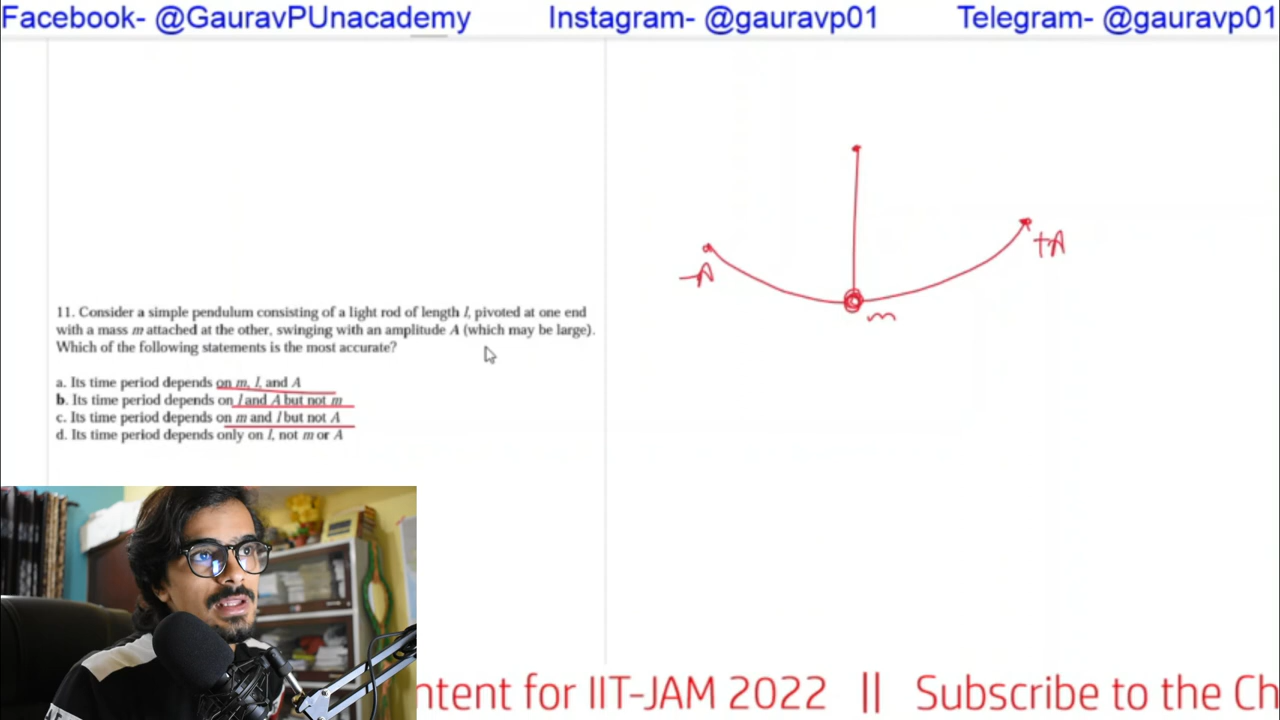 Facebook- @GauravPUnacademy Instagram- @gauravp01 Telegram- @gauravp01
-A
+A
m
11. Consider a simple pendulum consisting of a light rod of length l, pivoted at one end
with a mass m attached at the other, swinging with an amplitude A (which may be large).
Which of the following statements is the most accurate?
a. Its time period depends on m, l, and A
b. Its time period depends on l and A but not m
c. Its time period depends on m and l but not A
d. Its time period depends only on l, not m or A
ntent for IIT-JAM 2022 || Subscribe to the Ch